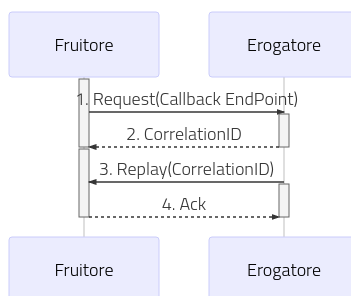 Fruitore
Erogatore
1. Request(Callback EndPoint)
2. CorrelationID
3. Replay(CorrelationID)
4. Ack
Fruitore
Erogatore